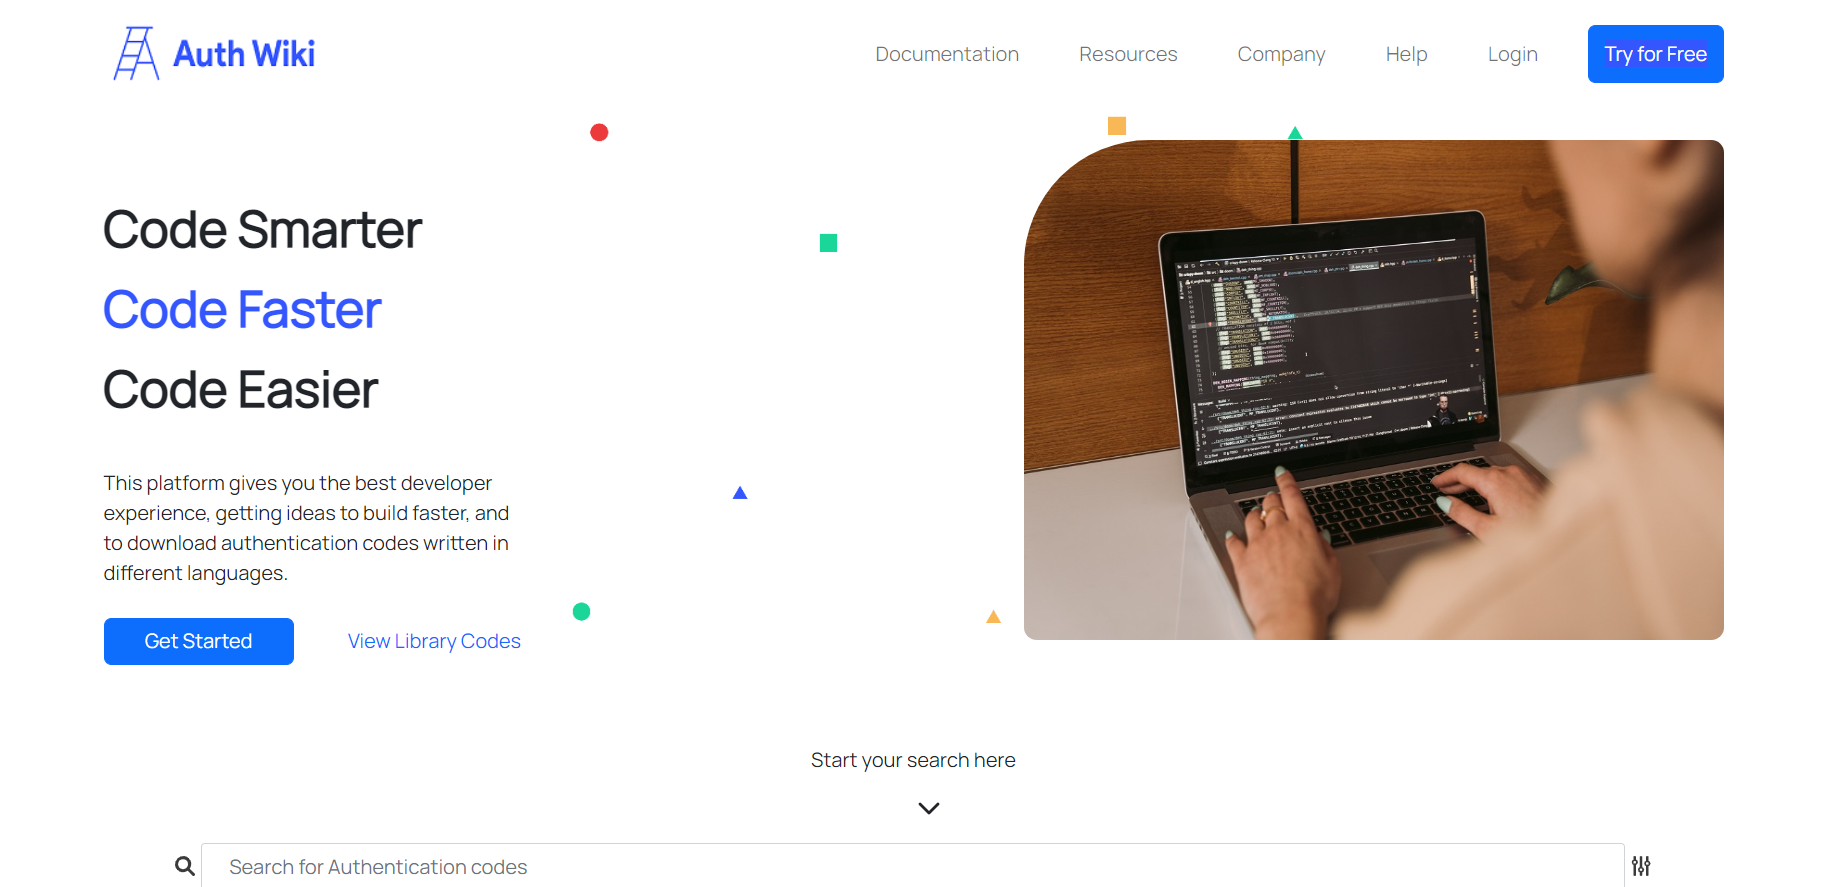 Auth Wiki
Documentation
Resources
Company
Help
Login
Try for Free
Code Smarter
Code Faster
Code Easier
This platform gives you the best developer
experience, getting ideas to build faster, and
to download authentication codes written in
different languages.
Get Started
View Library Codes
Start your search here
Search for Authentication codes